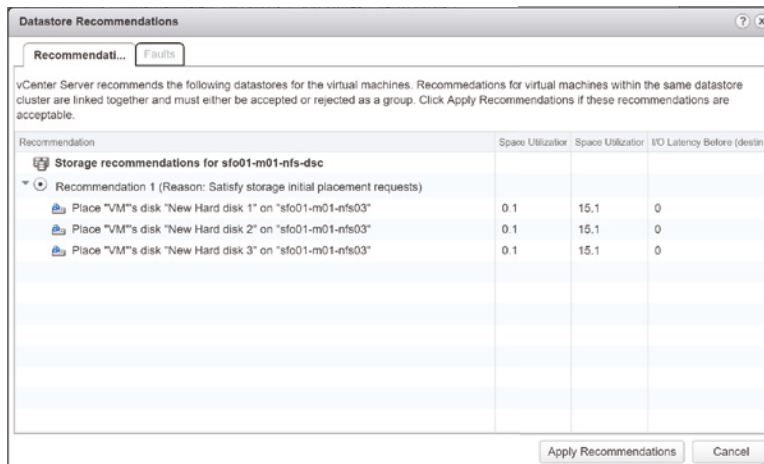 Datastore Recommendations
Recommendati...
Faults
vCenter Server recommends the following datastores for the virtual machines. Recommedations for virtual machines within the same datastore
cluster are linked together and must either be accepted or rejected as a group. Click Apply Recommendations if these recommendations are
acceptable.
Recommendation Space Utilization Space Utilization I/O Latency Before (destin
Storage recommendations for sfo01-m01-nfs-dsc
Recommendation 1 (Reason: Satisfy storage initial placement requests)
Place "VM"'s disk "New Hard disk 1" on "sfo01-m01-nfs03" 0.1 15.1 0
Place "VM"'s disk "New Hard disk 2" on "sfo01-m01-nfs03" 0.1 15.1 0
Place "VM"'s disk "New Hard disk 3" on "sfo01-m01-nfs03" 0.1 15.1 0
Apply Recommendations Cancel